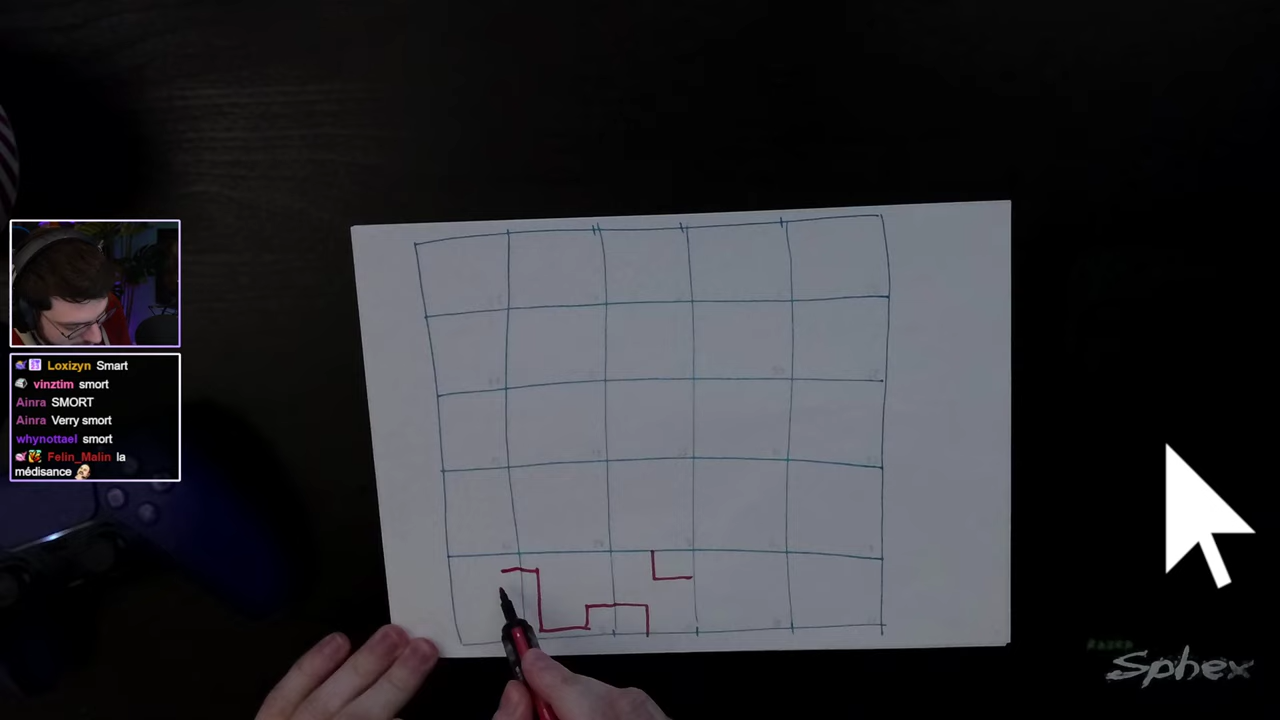 Loxizyn Smart
vinztim smort
Ainra SMORT
Ainra Verry smort
whynottael smort
Felin_Malin la
médisance
Sphex